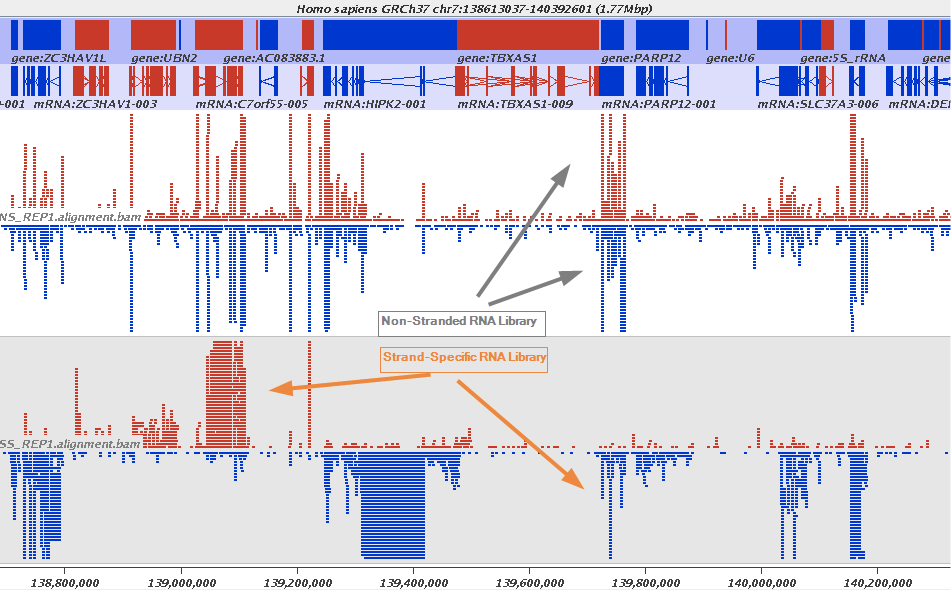 Homo sapiens GRCh37 chr7:138613037-140392601 (1.77Mbp)
gene:ZC3HAV1L gene:UBN2 gene:AC083883.1 gene:TBXAS1 gene:PARP12 gene:U6 gene:5S_rRNA gene
-001 mRNA:ZC3HAV1-003 mRNA:C7orf55-005 mRNA:HIPK2-001 mRNA:TBXAS1-009 mRNA:PARP12-001 mRNA:SLC37A3-006 mRNA:DEI
NS_REP1.alignment.bam
Non-Stranded RNA Library
Strand-Specific RNA Library
SS_REP1.alignment.bam
138,800,000 139,000,000 139,200,000 139,400,000 139,600,000 139,800,000 140,000,000 140,200,000